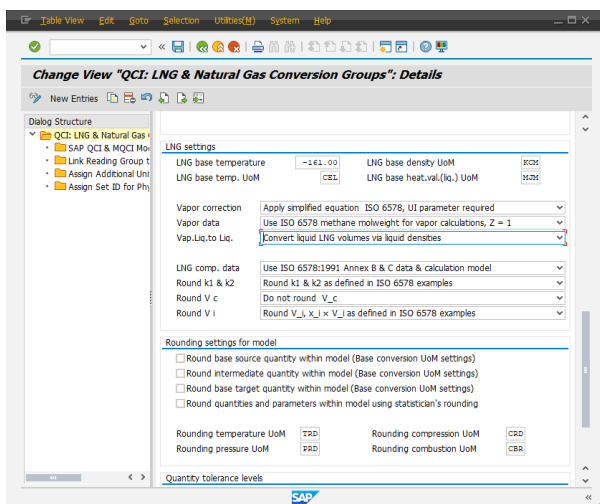 Table View Edit Goto Selection Utilities(M) System Help
Change View "QCI: LNG & Natural Gas Conversion Groups": Details
New Entries
Dialog Structure
QCI: LNG & Natural Gas
SAP QCI & MQCI Mo
Link Reading Group t
Assign Additional Uni
Assign Set ID for Phy
LNG settings
LNG base temperature -161.00 LNG base density UoM KCM
LNG base temp. UoM CEL LNG base heat.val.(liq.) UoM MJM
Vapor correction Apply simplified equation ISO 6578, UI parameter required
Vapor data Use ISO 6578 methane molweight for vapor calculations, Z = 1
Vap.Liq.to Liq. Convert liquid LNG volumes via liquid densities
LNG comp. data Use ISO 6578:1991 Annex B & C data & calculation model
Round k1 & k2 Round k1 & k2 as defined in ISO 6578 examples
Round V c Do not round V_c
Round V i Round V_i, x_i × V_i as defined in ISO 6578 examples
Rounding settings for model
Round base source quantity within model (Base conversion UoM settings)
Round intermediate quantity within model (Base conversion UoM settings)
Round base target quantity within model (Base conversion UoM settings)
Round quantities and parameters within model using statistician's rounding
Rounding temperature UoM TRD Rounding compression UoM CRD
Rounding pressure UoM PRD Rounding combustion UoM CBR
Quantity tolerance levels
SAP